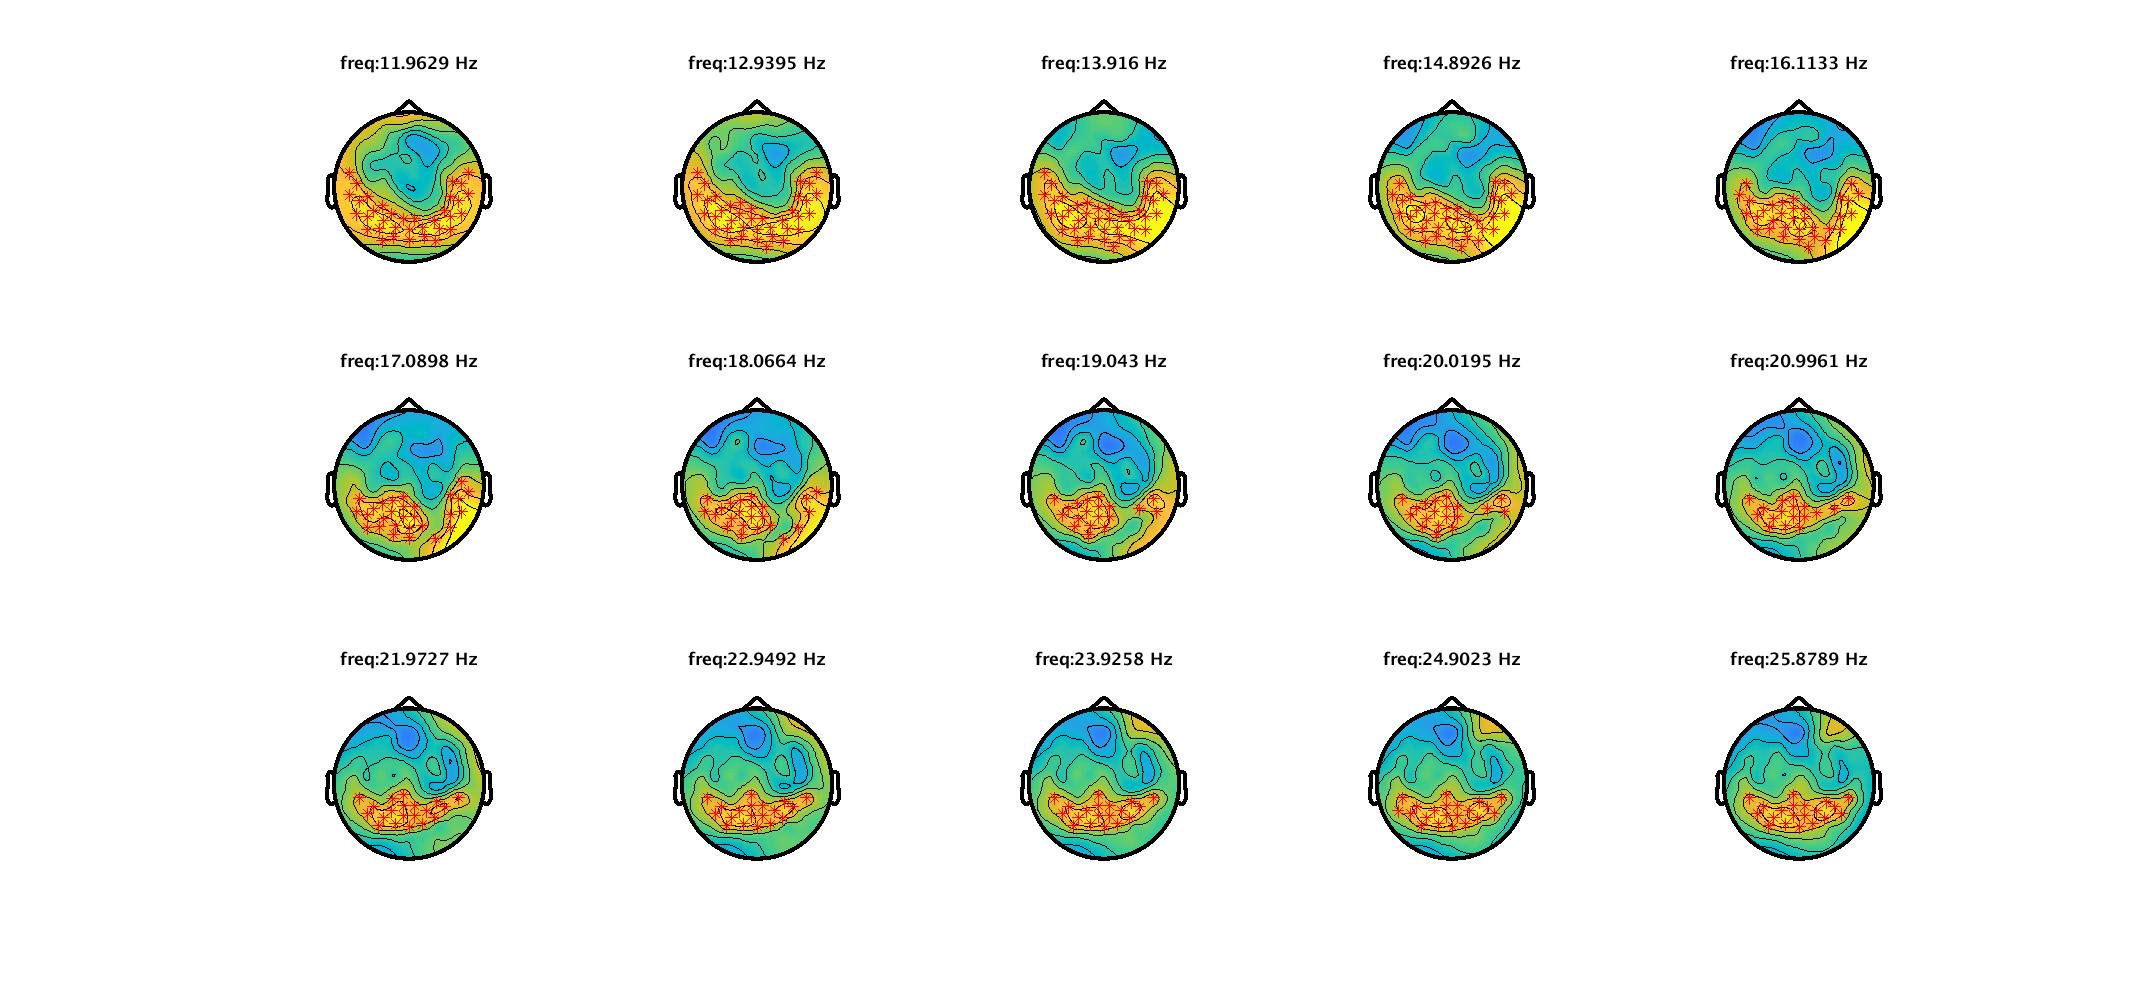 freq:11.9629 Hz
freq:12.9395 Hz
freq:13.916 Hz
freq:14.8926 Hz
freq:16.1133 Hz
freq:17.0898 Hz
freq:18.0664 Hz
freq:19.043 Hz
freq:20.0195 Hz
freq:20.9961 Hz
freq:21.9727 Hz
freq:22.9492 Hz
freq:23.9258 Hz
freq:24.9023 Hz
freq:25.8789 Hz